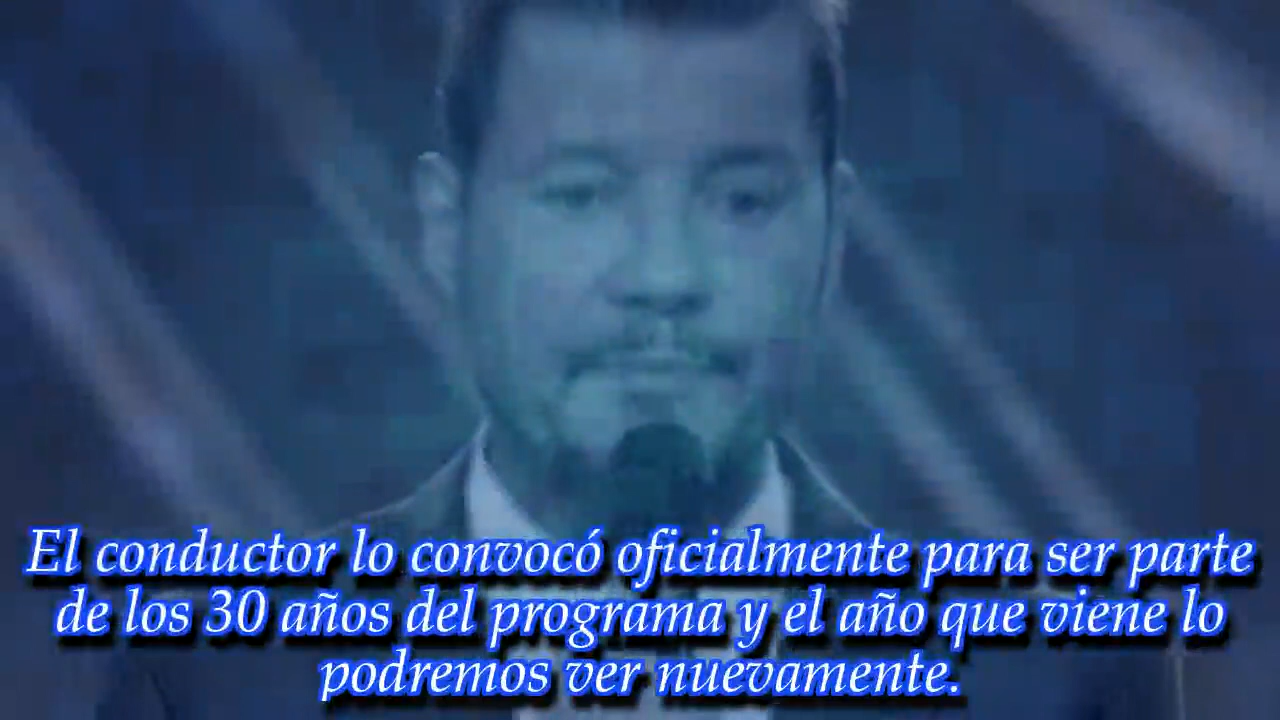 El conductor lo convocó oficialmente para ser parte
de los 30 años del programa y el año que viene lo
podremos ver nuevamente.